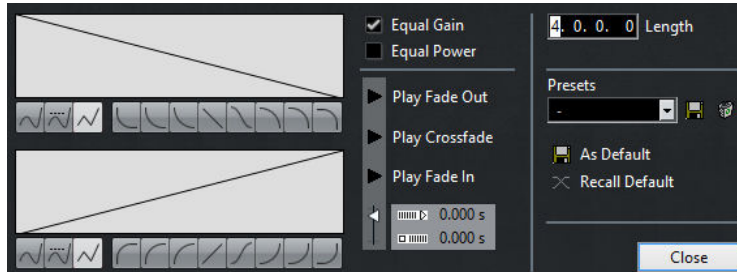 Equal Gain
Equal Power
Play Fade Out
Play Crossfade
Play Fade In
0.000 s
0.000 s
4. 0. 0. 0 Length
Presets
-
As Default
Recall Default
Close